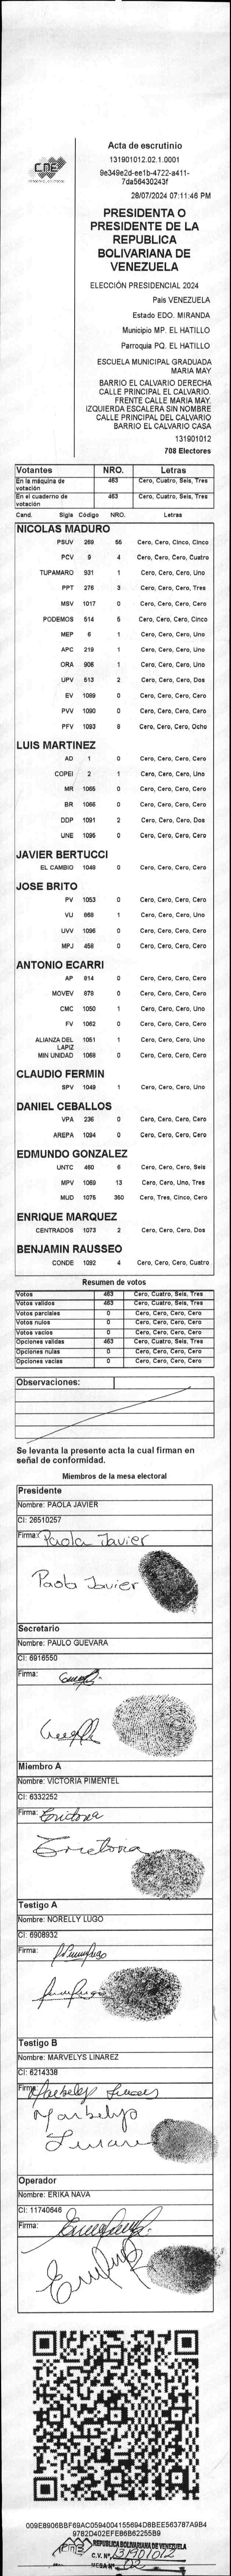 CNE
Acta de escrutinio
131901012.02.1.0001
9e349e2d-ee1b-4722-a411-
7da56430243f
28/07/2024 07:11:46 PM
PRESIDENTA O
PRESIDENTE DE LA
REPUBLICA
BOLIVARIANA DE
VENEZUELA
ELECCIÓN PRESIDENCIAL 2024
Pais VENEZUELA
Estado EDO. MIRANDA
Municipio MP. EL HATILLO
Parroquia PQ. EL HATILLO
ESCUELA MUNICIPAL GRADUADA
MARIA MAY
BARRIO EL CALVARIO DERECHA
CALLE PRINCIPAL EL CALVARIO.
FRENTE CALLE MARIA MAY.
IZQUIERDA ESCALERA SIN NOMBRE
CALLE PRINCIPAL DEL CALVARIO
BARRIO EL CALVARIO CASA
131901012
708 Electores
Votantes NRO. Letras
En la máquina de votación 463 Cero, Cuatro, Seis, Tres
En el cuaderno de votación 463 Cero, Cuatro, Seis, Tres
Cand. Sigla Código NRO. Letras
NICOLAS MADURO
PSUV 269 55 Cero, Cero, Cinco, Cinco
PCV 9 4 Cero, Cero, Cero, Cuatro
TUPAMARO 931 1 Cero, Cero, Cero, Uno
PPT 276 3 Cero, Cero, Cero, Tres
MSV 1017 0 Cero, Cero, Cero, Cero
PODEMOS 514 5 Cero, Cero, Cero, Cinco
MEP 6 1 Cero, Cero, Cero, Uno
APC 219 1 Cero, Cero, Cero, Uno
ORA 906 1 Cero, Cero, Cero, Uno
UPV 513 2 Cero, Cero, Cero, Dos
EV 1089 0 Cero, Cero, Cero, Cero
PVV 1090 0 Cero, Cero, Cero, Cero
PFV 1093 8 Cero, Cero, Cero, Ocho
LUIS MARTINEZ
AD 1 0 Cero, Cero, Cero, Cero
COPEI 2 1 Cero, Cero, Cero, Uno
MR 1065 0 Cero, Cero, Cero, Cero
BR 1066 0 Cero, Cero, Cero, Cero
DDP 1091 2 Cero, Cero, Cero, Dos
UNE 1095 0 Cero, Cero, Cero, Cero
JAVIER BERTUCCI
EL CAMBIO 1048 0 Cero, Cero, Cero, Cero
JOSE BRITO
PV 1053 0 Cero, Cero, Cero, Cero
VU 868 1 Cero, Cero, Cero, Uno
UVV 1096 0 Cero, Cero, Cero, Cero
MPJ 458 0 Cero, Cero, Cero, Cero
ANTONIO ECARRI
AP 814 0 Cero, Cero, Cero, Cero
MOVEV 879 0 Cero, Cero, Cero, Cero
CMC 1050 1 Cero, Cero, Cero, Uno
FV 1062 0 Cero, Cero, Cero, Cero
ALIANZA DEL LAPIZ 1051 1 Cero, Cero, Cero, Uno
MIN UNIDAD 1068 0 Cero, Cero, Cero, Cero
CLAUDIO FERMIN
SPV 1049 1 Cero, Cero, Cero, Uno
DANIEL CEBALLOS
VPA 236 0 Cero, Cero, Cero, Cero
AREPA 1094 0 Cero, Cero, Cero, Cero
EDMUNDO GONZALEZ
UNTC 460 6 Cero, Cero, Cero, Seis
MPV 1069 13 Cero, Cero, Uno, Tres
MUD 1075 350 Cero, Tres, Cinco, Cero
ENRIQUE MARQUEZ
CENTRADOS 1073 2 Cero, Cero, Cero, Dos
BENJAMIN RAUSSEO
CONDE 1092 4 Cero, Cero, Cero, Cuatro
Resumen de votos
Votos 463 Cero, Cuatro, Seis, Tres
Votos validos 463 Cero, Cuatro, Seis, Tres
Votos parciales 0 Cero, Cero, Cero, Cero
Votos nulos 0 Cero, Cero, Cero, Cero
Votos vacios 0 Cero, Cero, Cero, Cero
Opciones validas 463 Cero, Cuatro, Seis, Tres
Opciones nulas 0 Cero, Cero, Cero, Cero
Opciones vacias 0 Cero, Cero, Cero, Cero
Observaciones:
Se levanta la presente acta la cual firman en
señal de conformidad.
Miembros de la mesa electoral
Presidente
Nombre: PAOLA JAVIER
CI: 26510257
Firma: Paola Javier
Paola Javier
Secretario
Nombre: PAULO GUEVARA
CI: 6916550
Firma:
Miembro A
Nombre: VICTORIA PIMENTEL
CI: 6332252
Firma:
Testigo A
Nombre: NORELLY LUGO
CI: 6908932
Firma:
Testigo B
Nombre: MARVELYS LINAREZ
CI: 6214338
Firma:
Operador
Nombre: ERIKA NAVA
CI: 11740646
Firma:
009E8906BBF69AC0594004155694D8BEE563787A9B4
9782D402EFE86B62255B9
CNE REPUBLICA BOLIVARIANA DE VENEZUELA
C.V. Nº 131901012
MESA Nº 02